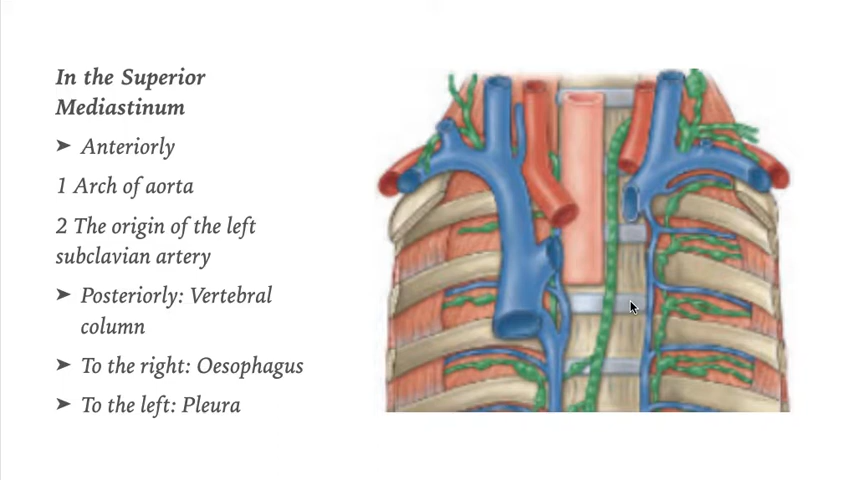 In the Superior
Mediastinum
➤ Anteriorly
1 Arch of aorta
2 The origin of the left
subclavian artery
➤ Posteriorly: Vertebral
column
➤ To the right: Oesophagus
➤ To the left: Pleura